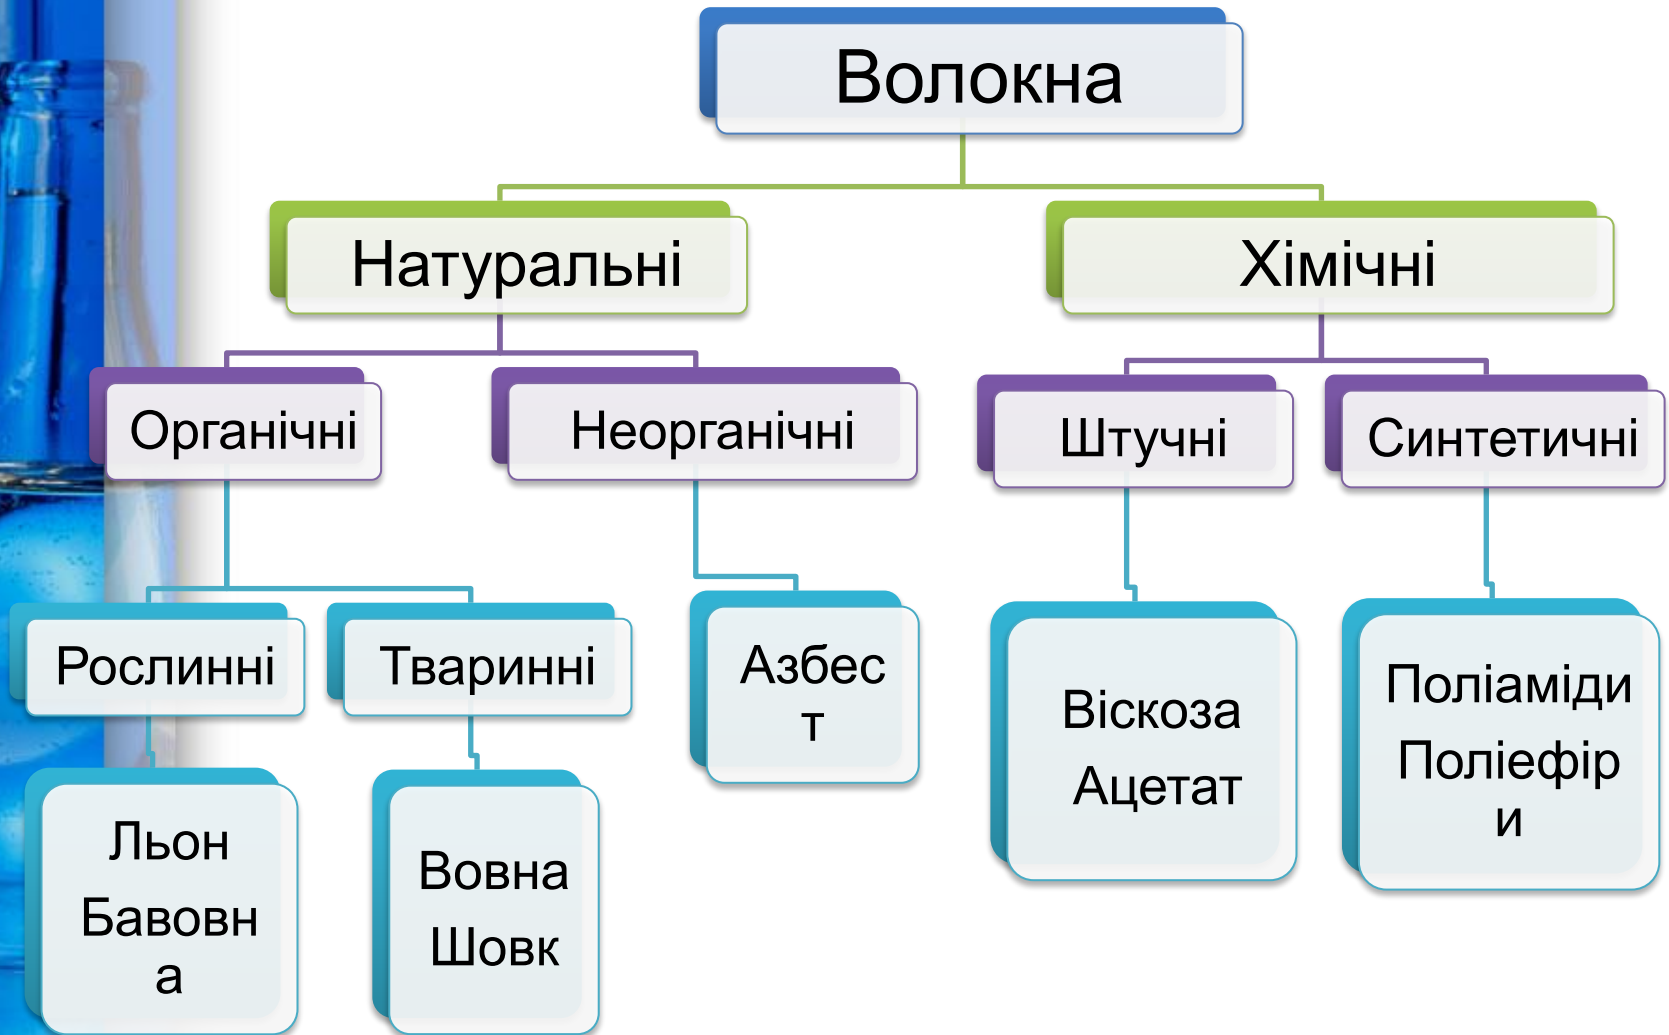 Волокна
Натуральні
Хімічні
Органічні
Неорганічні
Штучні
Синтетичні
Рослинні
Тваринні
Азбес
т
Віскоза
Ацетат
Поліаміди
Поліефір
и
Льон
Бавовн
а
Вовна
Шовк